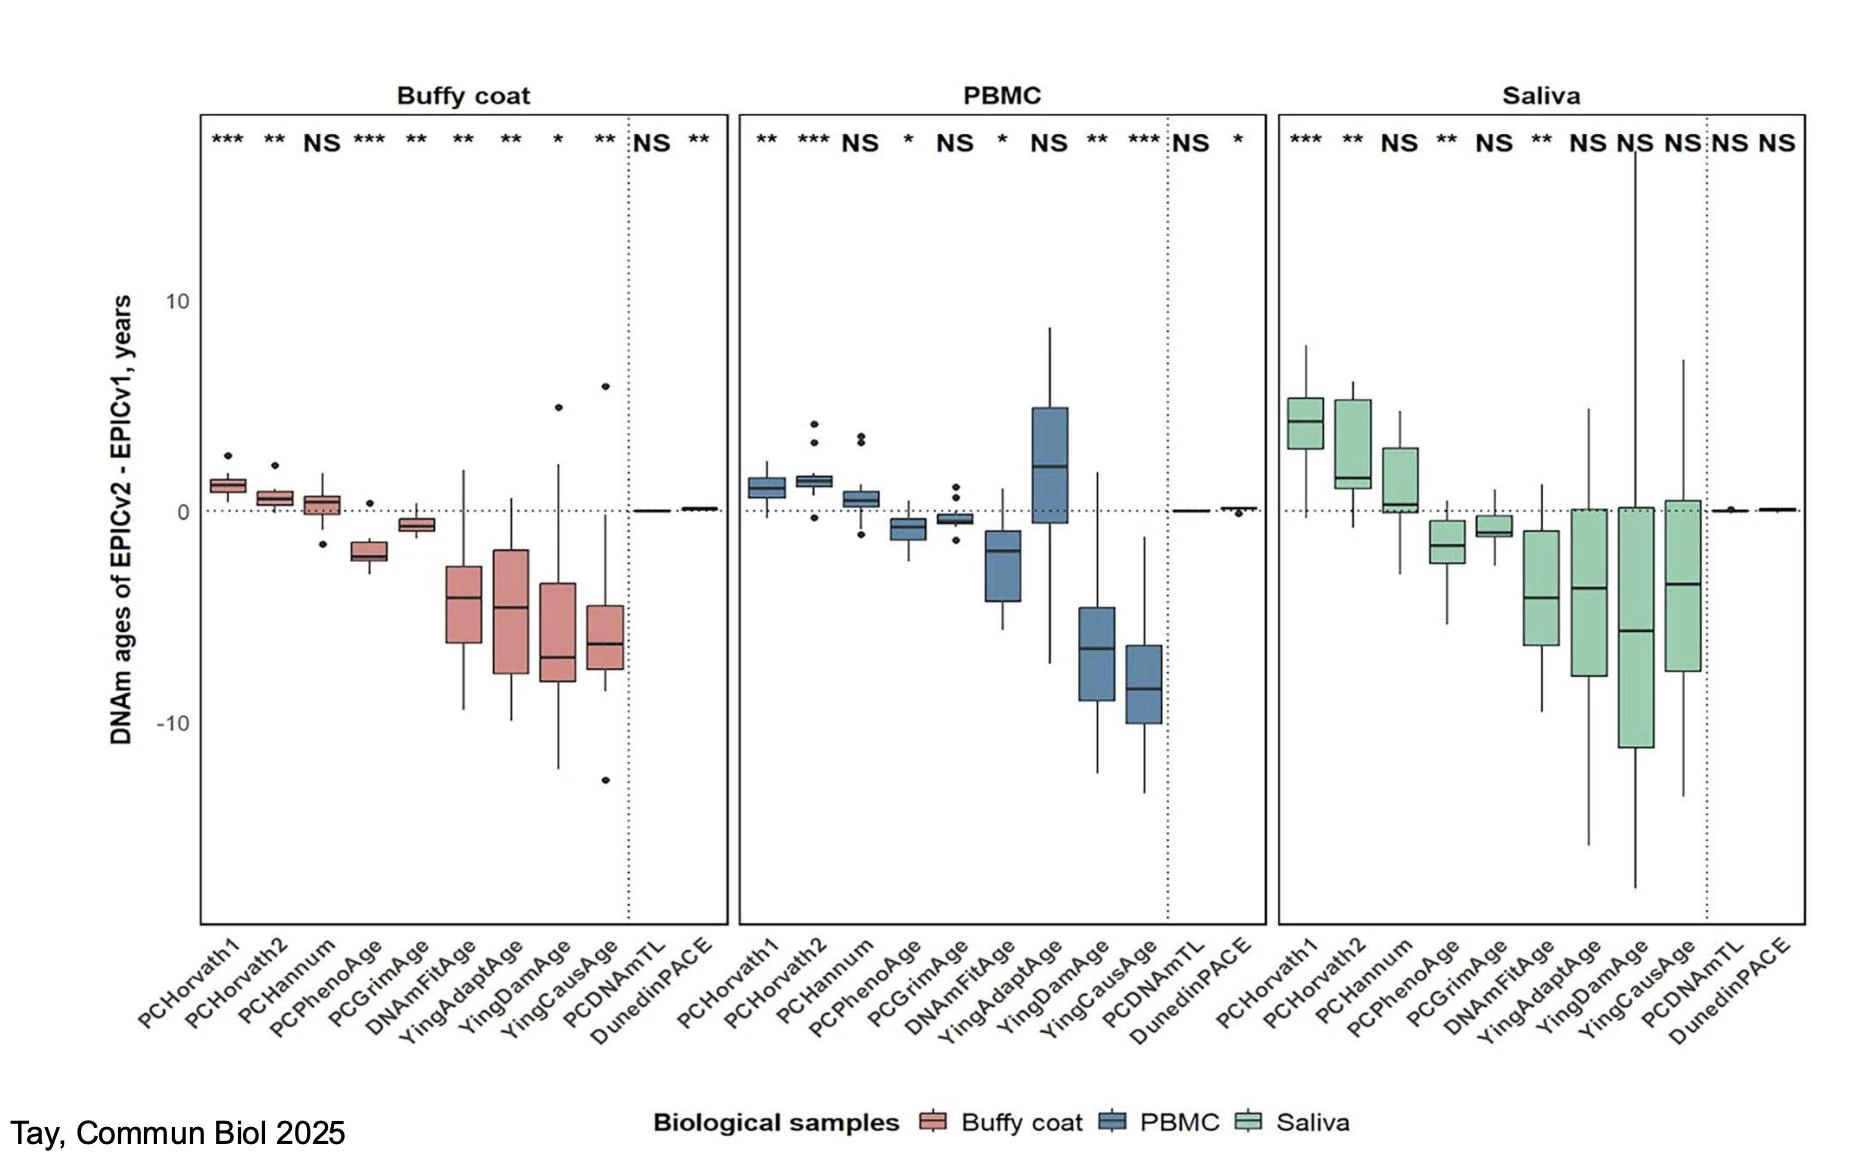 Buffy coat PBMC Saliva
*** ** NS *** ** ** ** * ** NS **
** *** NS * NS * NS ** *** NS *
*** ** NS ** NS ** NS NS NS NS NS
DNAm ages of EPICv2 - EPICv1, years
10
0
-10
PCHorvath1
PCHorvath2
PCHannum
PCPhenoAge
PCGrimAge
DNAmFitAge
YingAdaptAge
YingDamAge
YingCausAge
PCDNAmTL
DunedinPACE
PCHorvath1
PCHorvath2
PCHannum
PCPhenoAge
PCGrimAge
DNAmFitAge
YingAdaptAge
YingDamAge
YingCausAge
PCDNAmTL
DunedinPACE
PCHorvath1
PCHorvath2
PCHannum
PCPhenoAge
PCGrimAge
DNAmFitAge
YingAdaptAge
YingDamAge
YingCausAge
PCDNAmTL
DunedinPACE
Biological samples Buffy coat PBMC Saliva
Tay, Commun Biol 2025